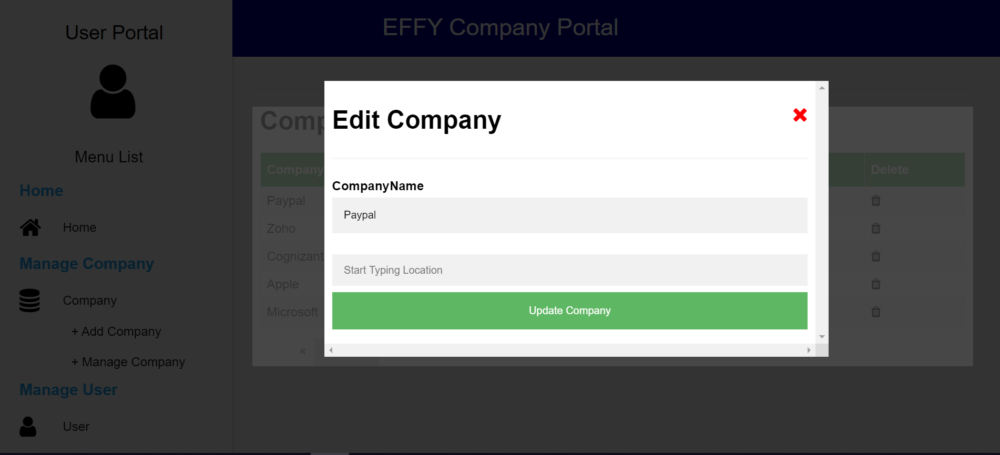 User Portal
EFFY Company Portal
Menu List
Home
Home
Manage Company
Company
+ Add Company
+ Manage Company
Manage User
User
Comp
Company
Delete
Paypal
Zoho
Cognizant
Apple
Microsoft
«
Edit Company
CompanyName
Paypal
Start Typing Location
Update Company